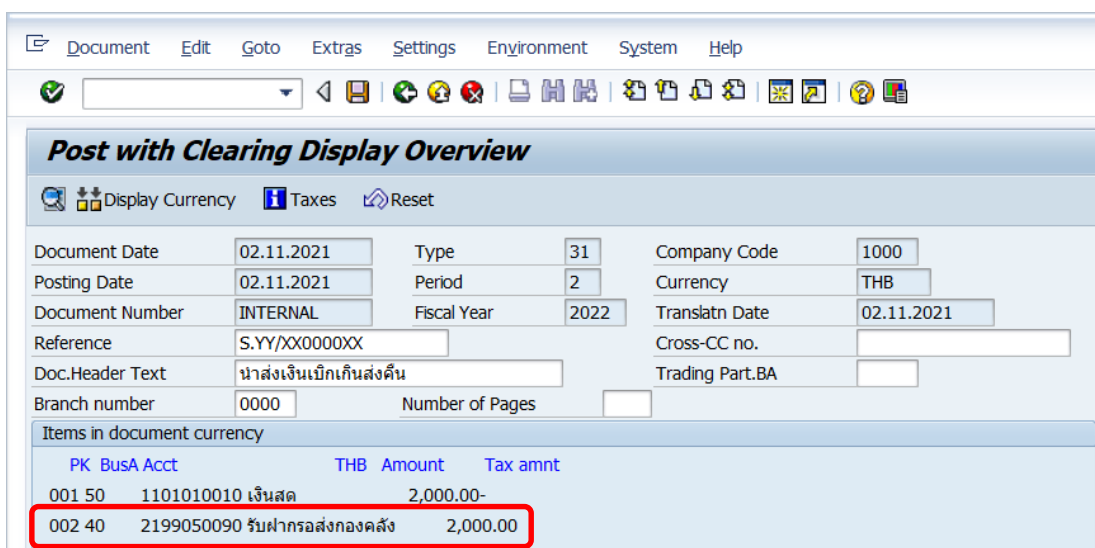 Document Edit Goto Extras Settings Environment System Help
Post with Clearing Display Overview
Display Currency Taxes Reset
Document Date 02.11.2021 Type 31 Company Code 1000
Posting Date 02.11.2021 Period 2 Currency THB
Document Number INTERNAL Fiscal Year 2022 Translatn Date 02.11.2021
Reference S.YY/XX0000XX Cross-CC no.
Doc.Header Text นำส่งเงินเบิกเกินส่งคืน Trading Part.BA
Branch number 0000 Number of Pages
Items in document currency
PK BusA Acct THB Amount Tax amnt
001 50 1101010010 เงินสด 2,000.00-
002 40 2199050090 รับฝากรอส่งกองคลัง 2,000.00